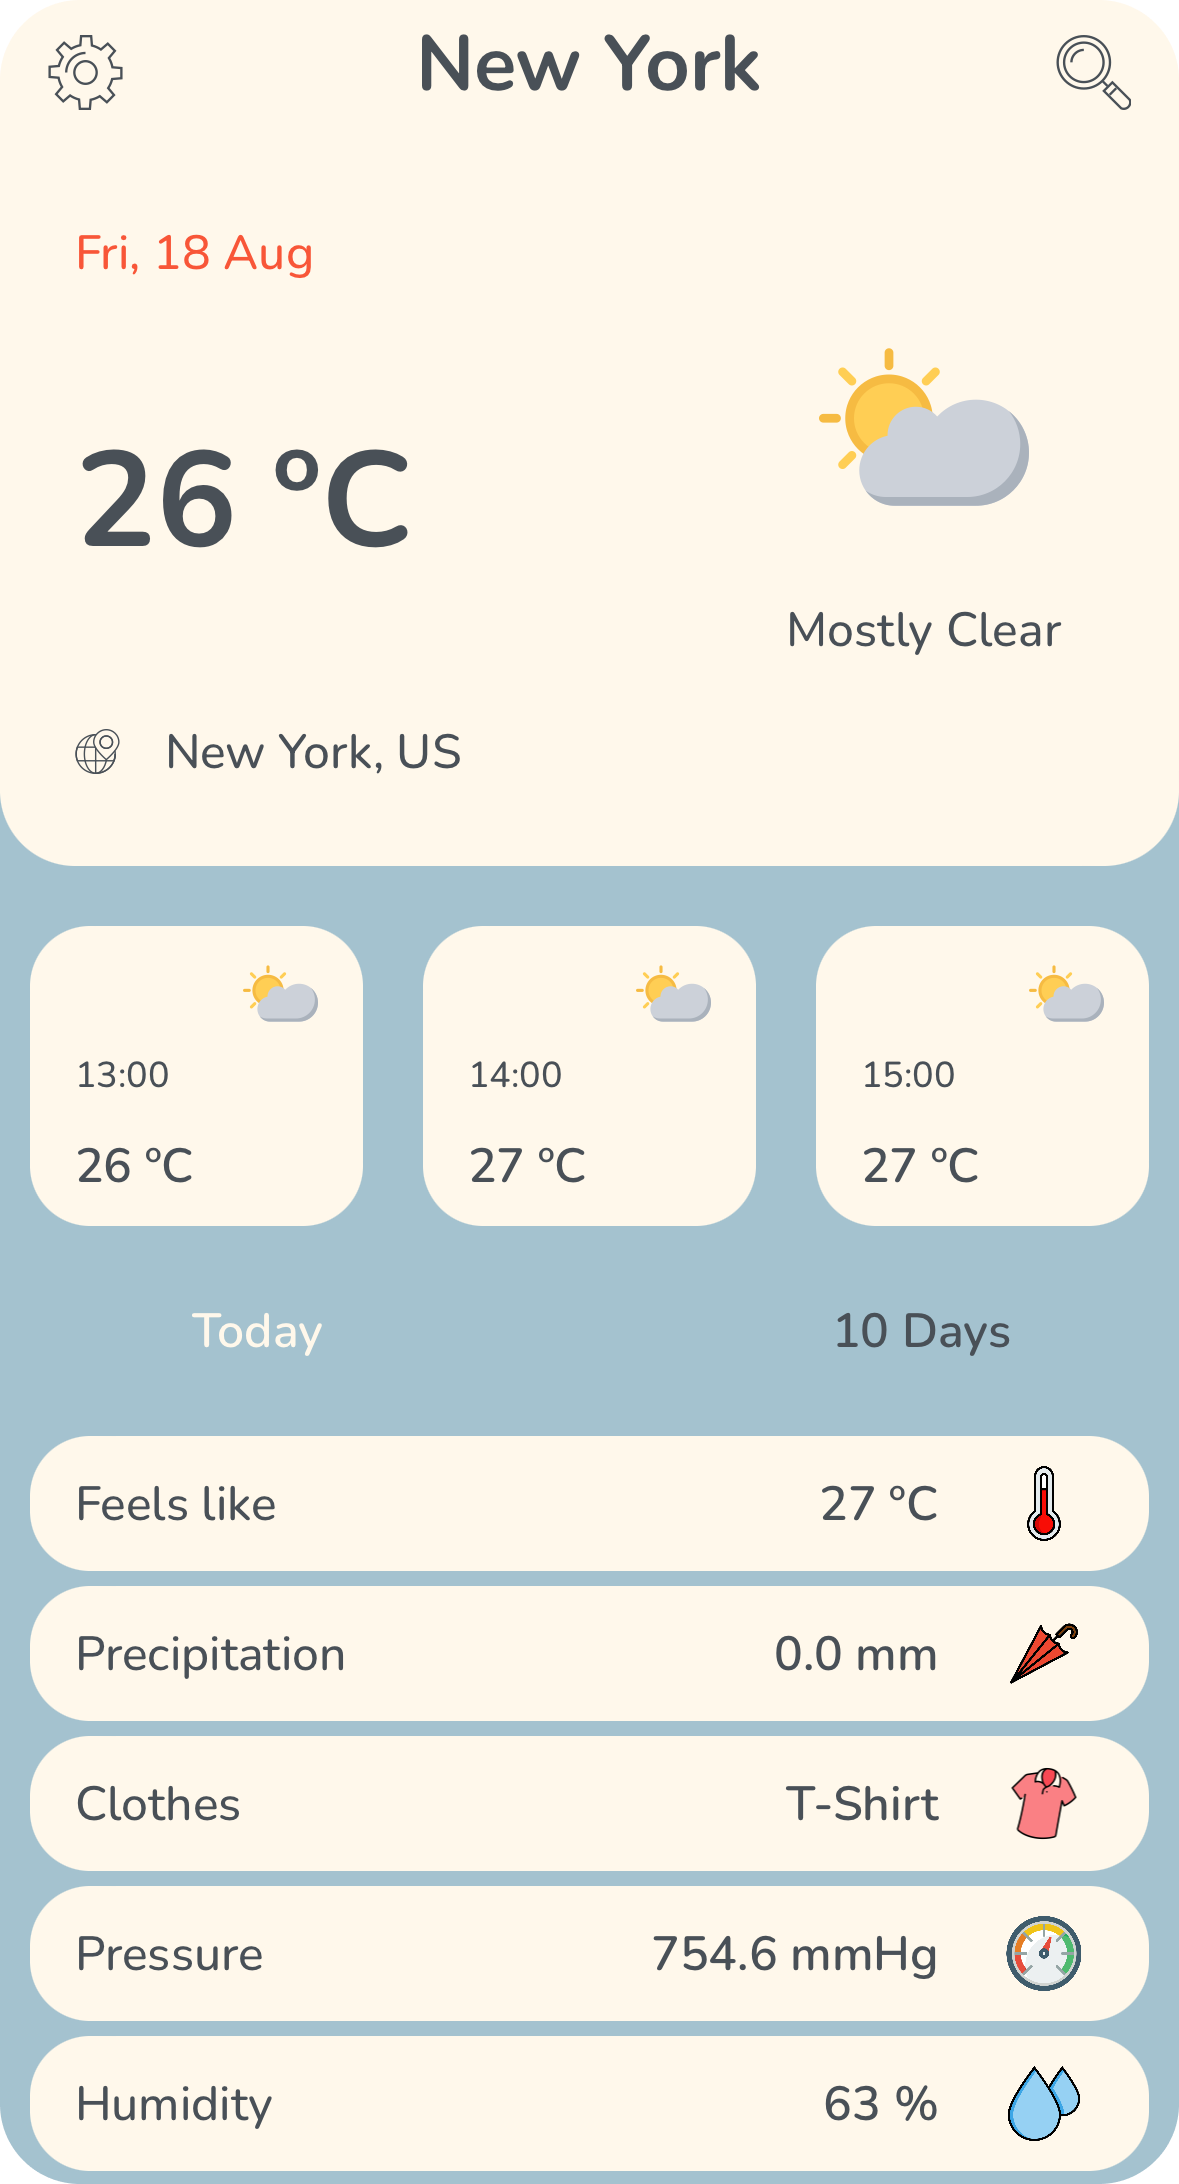 New York
Fri, 18 Aug
26 °C
Mostly Clear
New York, US
13:00
26 °C
14:00
27 °C
15:00
27 °C
Today
10 Days
Feels like
27 °C
Precipitation
0.0 mm
Clothes
T-Shirt
Pressure
754.6 mmHg
Humidity
63 %